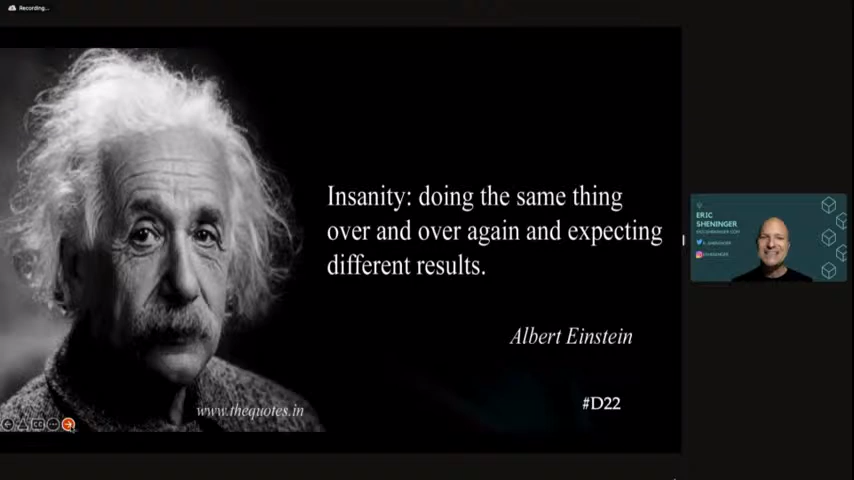 Recording...
Insanity: doing the same thing
over and over again and expecting
different results.
Albert Einstein
#D22
www.thequotes.in
CC
ERIC
SHENINGER